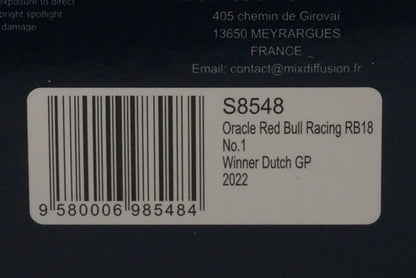 exposure to direct
bright spotlight
damage
405 chemin de Girovaï
13650 MEYRARGUES
FRANCE
Email: contact@mixdiffusion.fr
S8548
Oracle Red Bull Racing RB18
No.1
Winner Dutch GP
2022
9 580006 985484